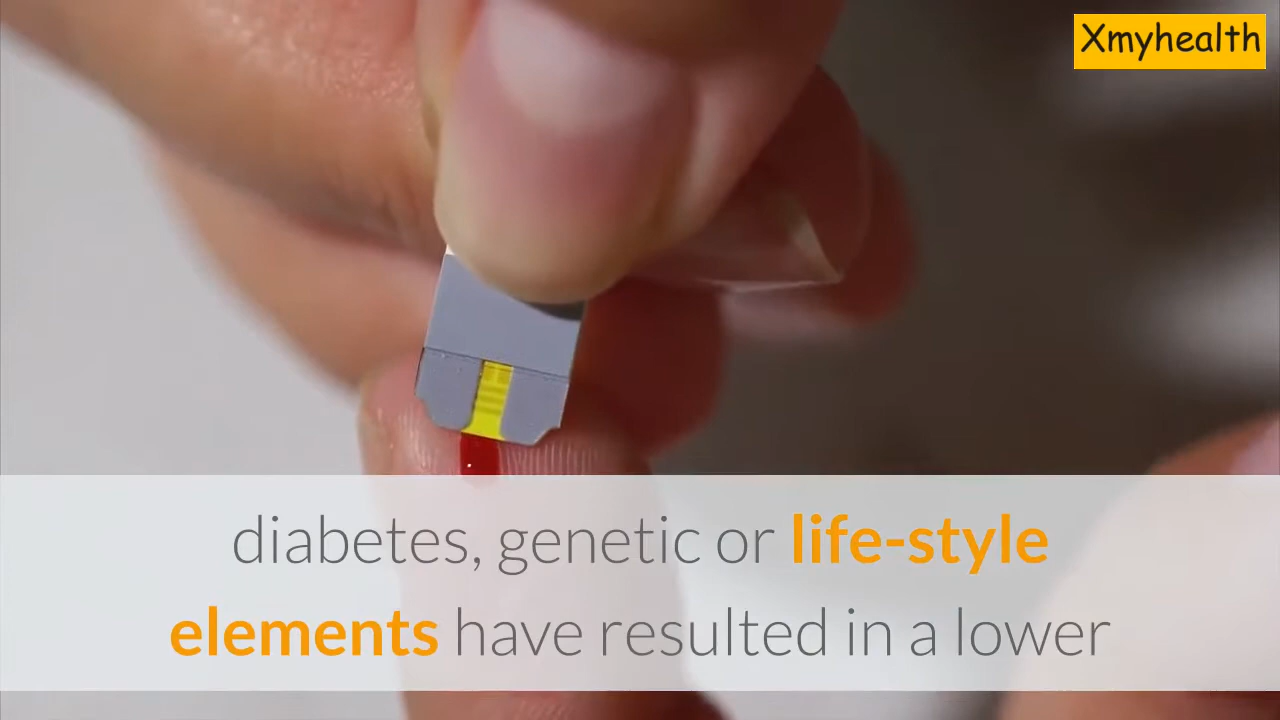 Xmyhealth
diabetes, genetic or life-style
elements have resulted in a lower